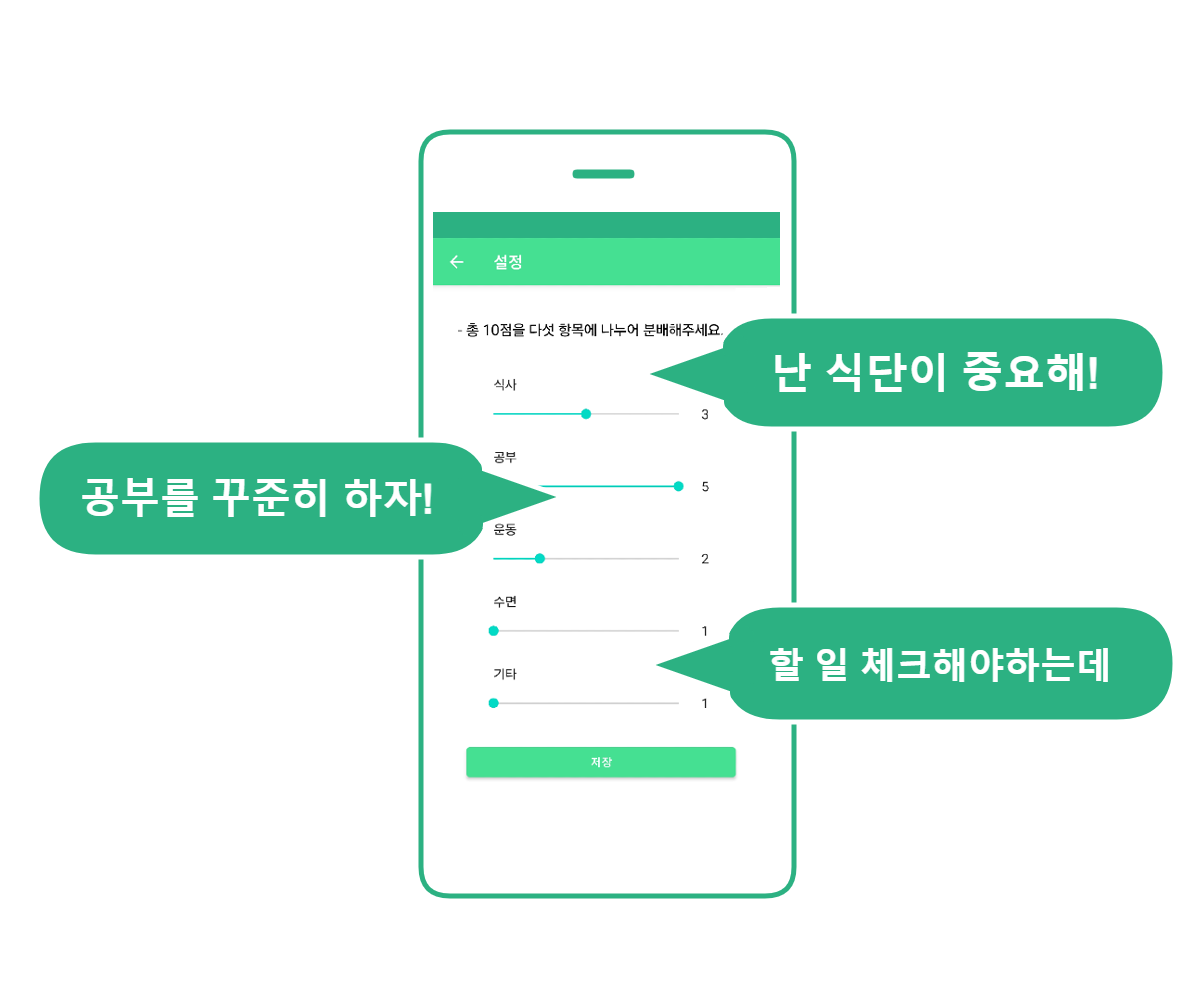 설정
- 총 10점을 다섯 항목에 나누어 분배해주세요.
난 식단이 중요해!
식사
3
공부
5
공부를 꾸준히 하자!
운동
2
수면
1
할 일 체크해야하는데
기타
1
저장